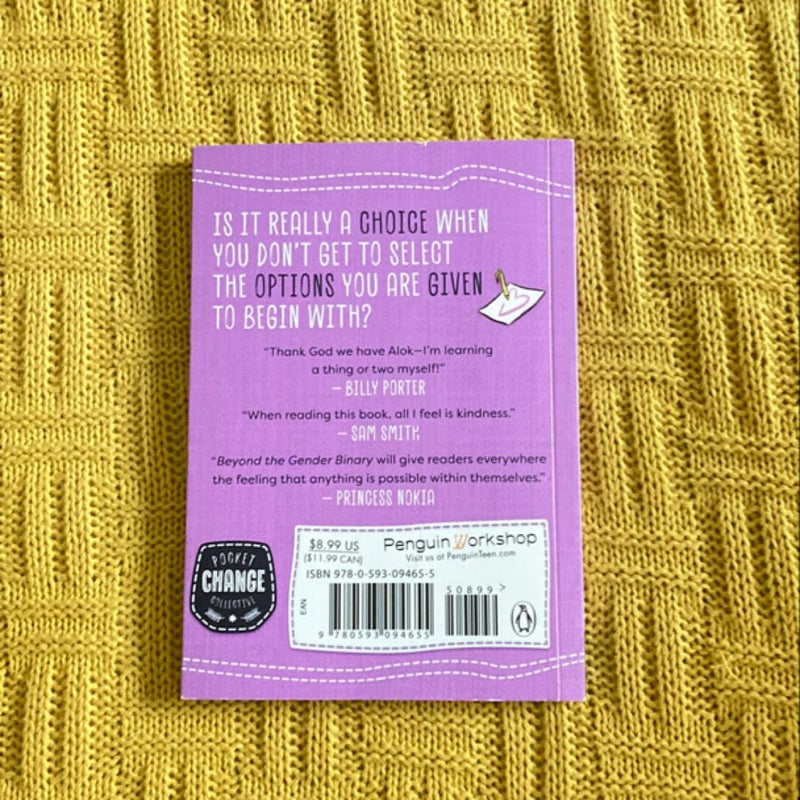 IS IT REALLY A CHOICE WHEN
YOU DON'T GET TO SELECT
THE OPTIONS YOU ARE GIVEN
TO BEGIN WITH?
“Thank God we have Alok—I’m learning
a thing or two myself!”
— BILLY PORTER
“When reading this book, all I feel is kindness.”
— SAM SMITH
“Beyond the Gender Binary will give readers everywhere
the feeling that anything is possible within themselves.”
— PRINCESS NOKIA
POCKET
CHANGE
COLLECTIVE
$8.99 US
($11.99 CAN)
Penguin Workshop
Visit us at PenguinTeen.com
ISBN 978-0-593-09465-5
50899>
EAN
9 780593 094655